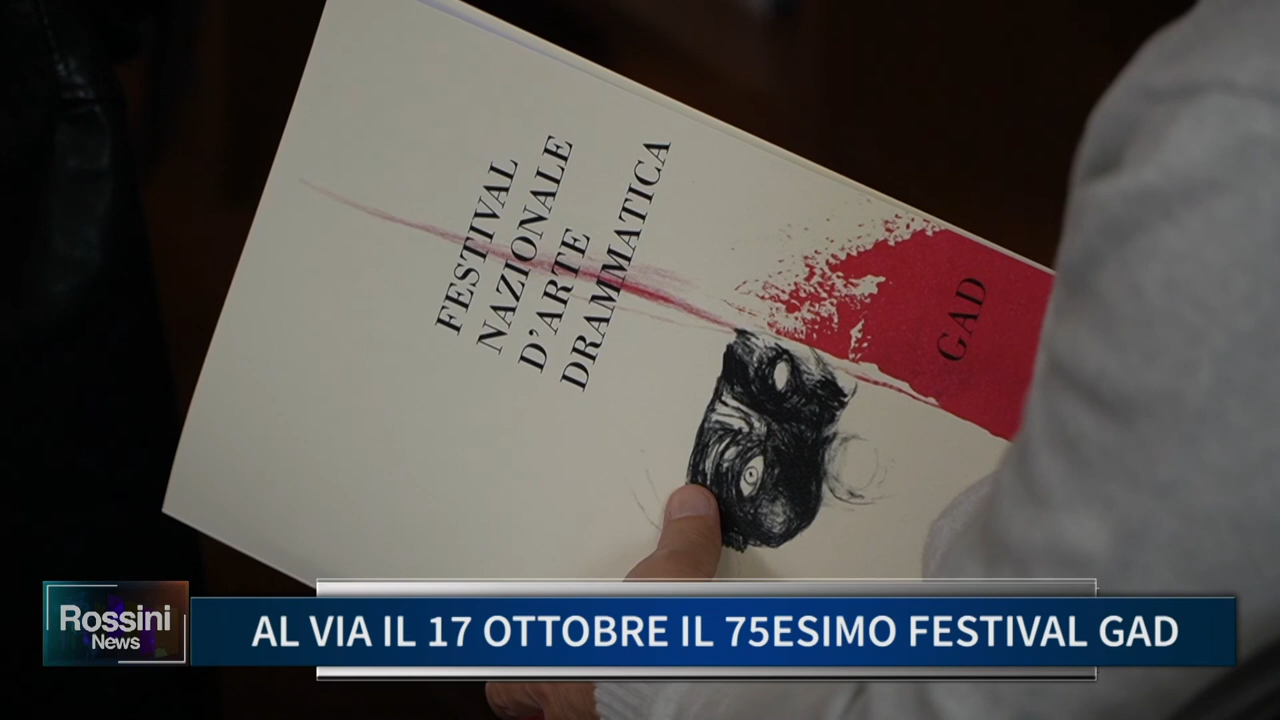 FESTIVAL
NAZIONALE
D'ARTE
DRAMMATICA
GAD
Rossini
News
AL VIA IL 17 OTTOBRE IL 75ESIMO FESTIVAL GAD